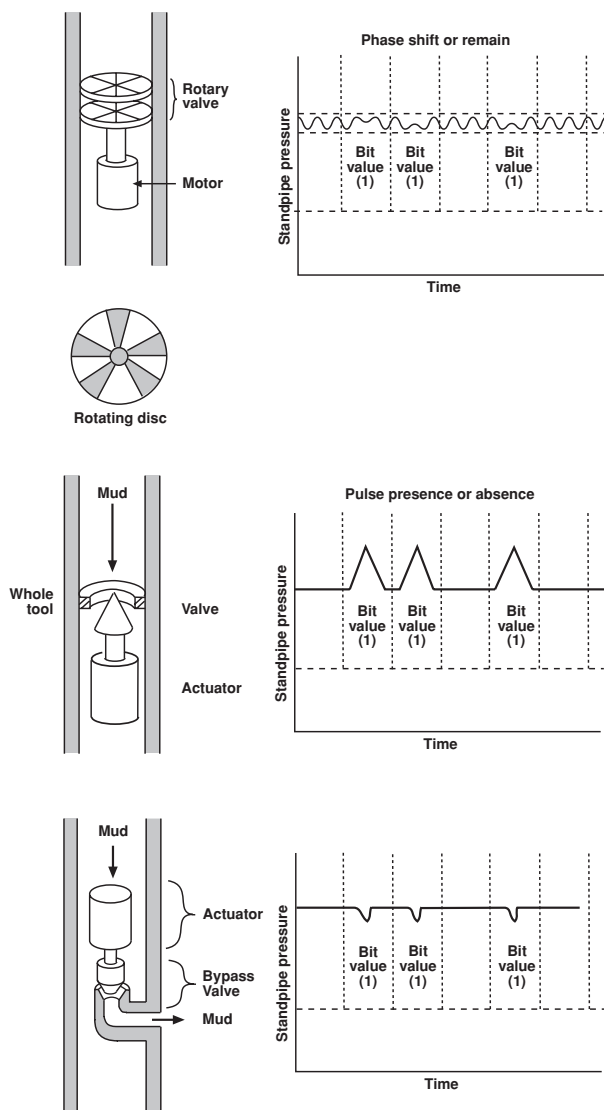 Rotary
valve
Motor
Phase shift or remain
Standpipe pressure
Bit
value
(1)
Bit
value
(1)
Bit
value
(1)
Time
Rotating disc
Mud
Whole
tool
Valve
Actuator
Pulse presence or absence
Standpipe pressure
Bit
value
(1)
Bit
value
(1)
Bit
value
(1)
Time
Mud
Actuator
Bypass
Valve
Mud
Standpipe pressure
Bit
value
(1)
Bit
value
(1)
Bit
value
(1)
Time